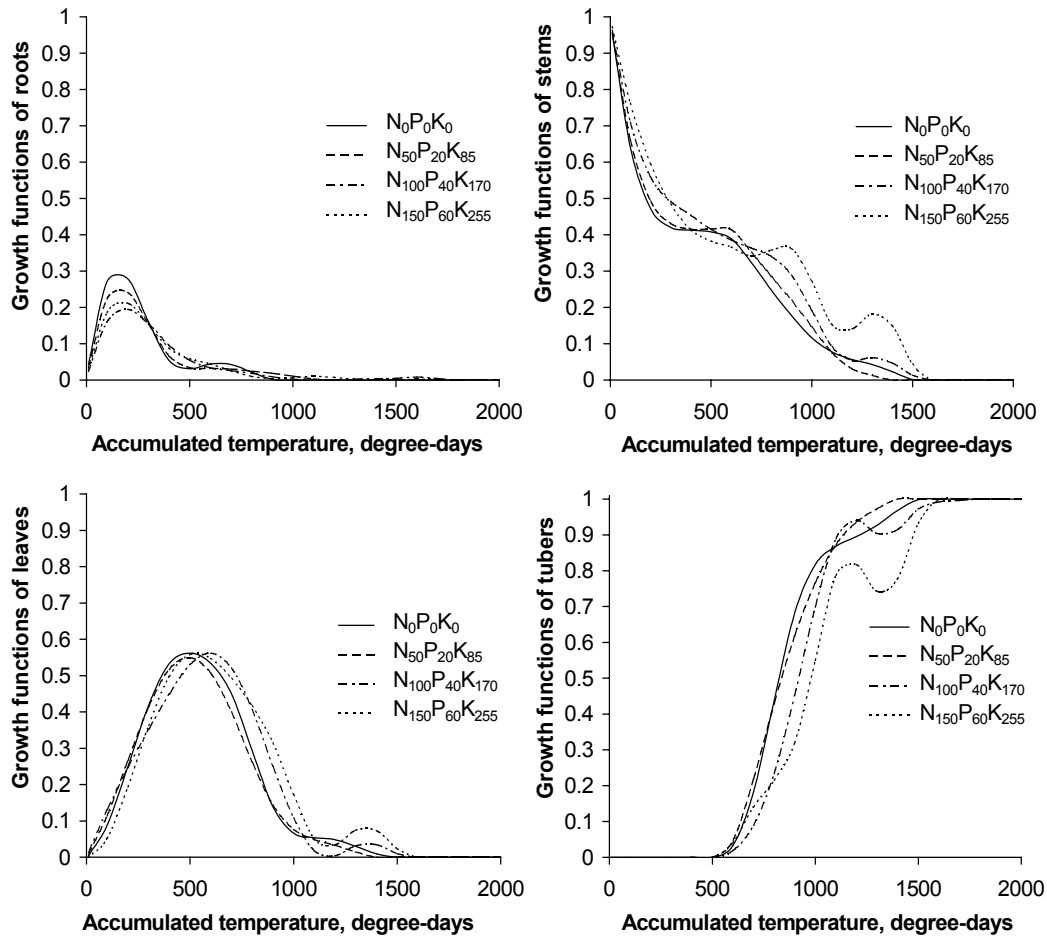 Growth functions of roots
1
0.9
0.8
0.7
0.6
0.5
0.4
0.3
0.2
0.1
0
N₀P₀K₀
N₅₀P₂₀K₈₅
N₁₀₀P₄₀K₁₇₀
N₁₅₀P₆₀K₂₅₅
0 500 1000 1500 2000
Accumulated temperature, degree-days
Growth functions of stems
1
0.9
0.8
0.7
0.6
0.5
0.4
0.3
0.2
0.1
0
N₀P₀K₀
N₅₀P₂₀K₈₅
N₁₀₀P₄₀K₁₇₀
N₁₅₀P₆₀K₂₅₅
0 500 1000 1500 2000
Accumulated temperature, degree-days
Growth functions of leaves
1
0.9
0.8
0.7
0.6
0.5
0.4
0.3
0.2
0.1
0
N₀P₀K₀
N₅₀P₂₀K₈₅
N₁₀₀P₄₀K₁₇₀
N₁₅₀P₆₀K₂₅₅
0 500 1000 1500 2000
Accumulated temperature, degree-days
Growth functions of tubers
1
0.9
0.8
0.7
0.6
0.5
0.4
0.3
0.2
0.1
0
N₀P₀K₀
N₅₀P₂₀K₈₅
N₁₀₀P₄₀K₁₇₀
N₁₅₀P₆₀K₂₅₅
0 500 1000 1500 2000
Accumulated temperature, degree-days